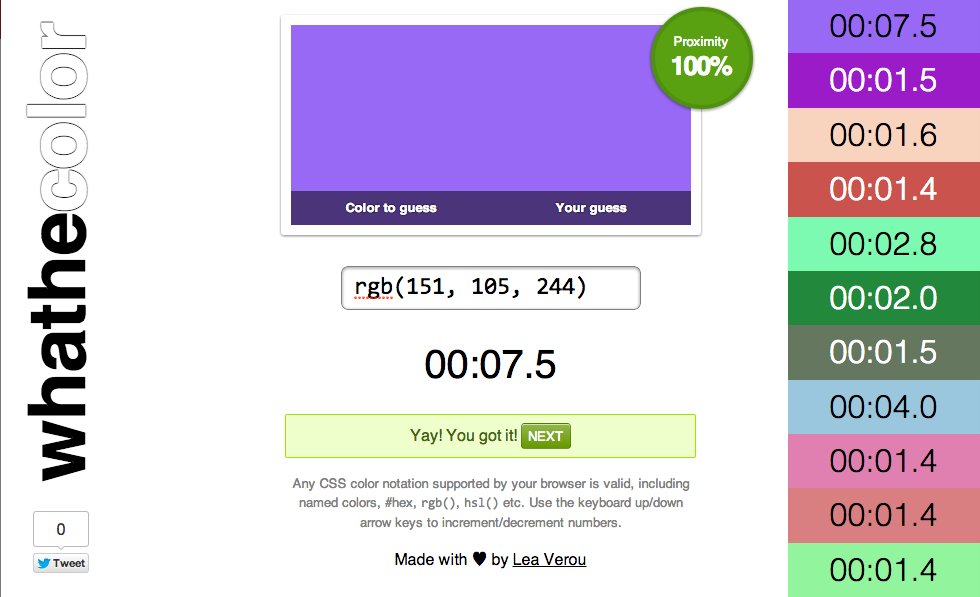 whathecolor
0
Tweet
Proximity
100%
Color to guess
Your guess
rgb(151, 105, 244)
00:07.5
Yay! You got it! NEXT
Any CSS color notation supported by your browser is valid, including
named colors, #hex, rgb(), hsl() etc. Use the keyboard up/down
arrow keys to increment/decrement numbers.
Made with ♥ by Lea Verou
00:07.5
00:01.5
00:01.6
00:01.4
00:02.8
00:02.0
00:01.5
00:04.0
00:01.4
00:01.4
00:01.4